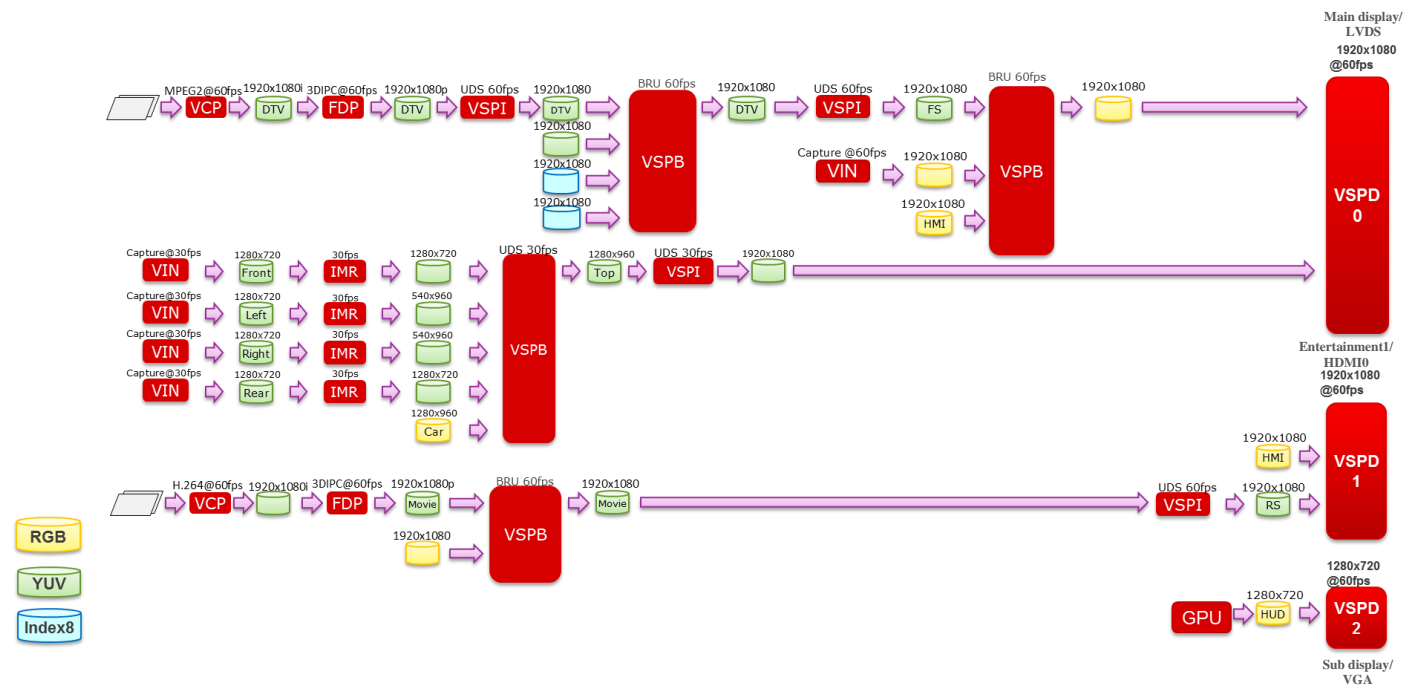 Main display/
LVDS
1920x1080
@60fps
MPEG2@60fps
1920x1080i
3DIPC@60fps
1920x1080p
UDS 60fps
1920x1080
BRU 60fps
1920x1080
UDS 60fps
1920x1080
BRU 60fps
1920x1080
VCP
DTV
FDP
DTV
VSPI
DTV
DTV
VSPI
FS
1920x1080
1920x1080
1920x1080
VSPB
Capture @60fps
VIN
1920x1080
1920x1080
HMI
VSPB
VSPD
0
Capture@30fps
VIN
1280x720
Front
30fps
IMR
1280x720
UDS 30fps
1280x960
Top
UDS 30fps
VSPI
1920x1080
Capture@30fps
VIN
1280x720
Left
30fps
IMR
540x960
Capture@30fps
VIN
1280x720
Right
30fps
IMR
540x960
VSPB
Capture@30fps
VIN
1280x720
Rear
30fps
IMR
1280x720
1280x960
Car
Entertainment1/
HDMI0
1920x1080
@60fps
1920x1080
HMI
VSPD
1
H.264@60fps
VCP
1920x1080i
3DIPC@60fps
FDP
1920x1080p
Movie
BRU 60fps
VSPB
1920x1080
Movie
UDS 60fps
VSPI
1920x1080
RS
1920x1080
RGB
YUV
Index8
1280x720
@60fps
GPU
1280x720
HUD
VSPD
2
Sub display/
VGA